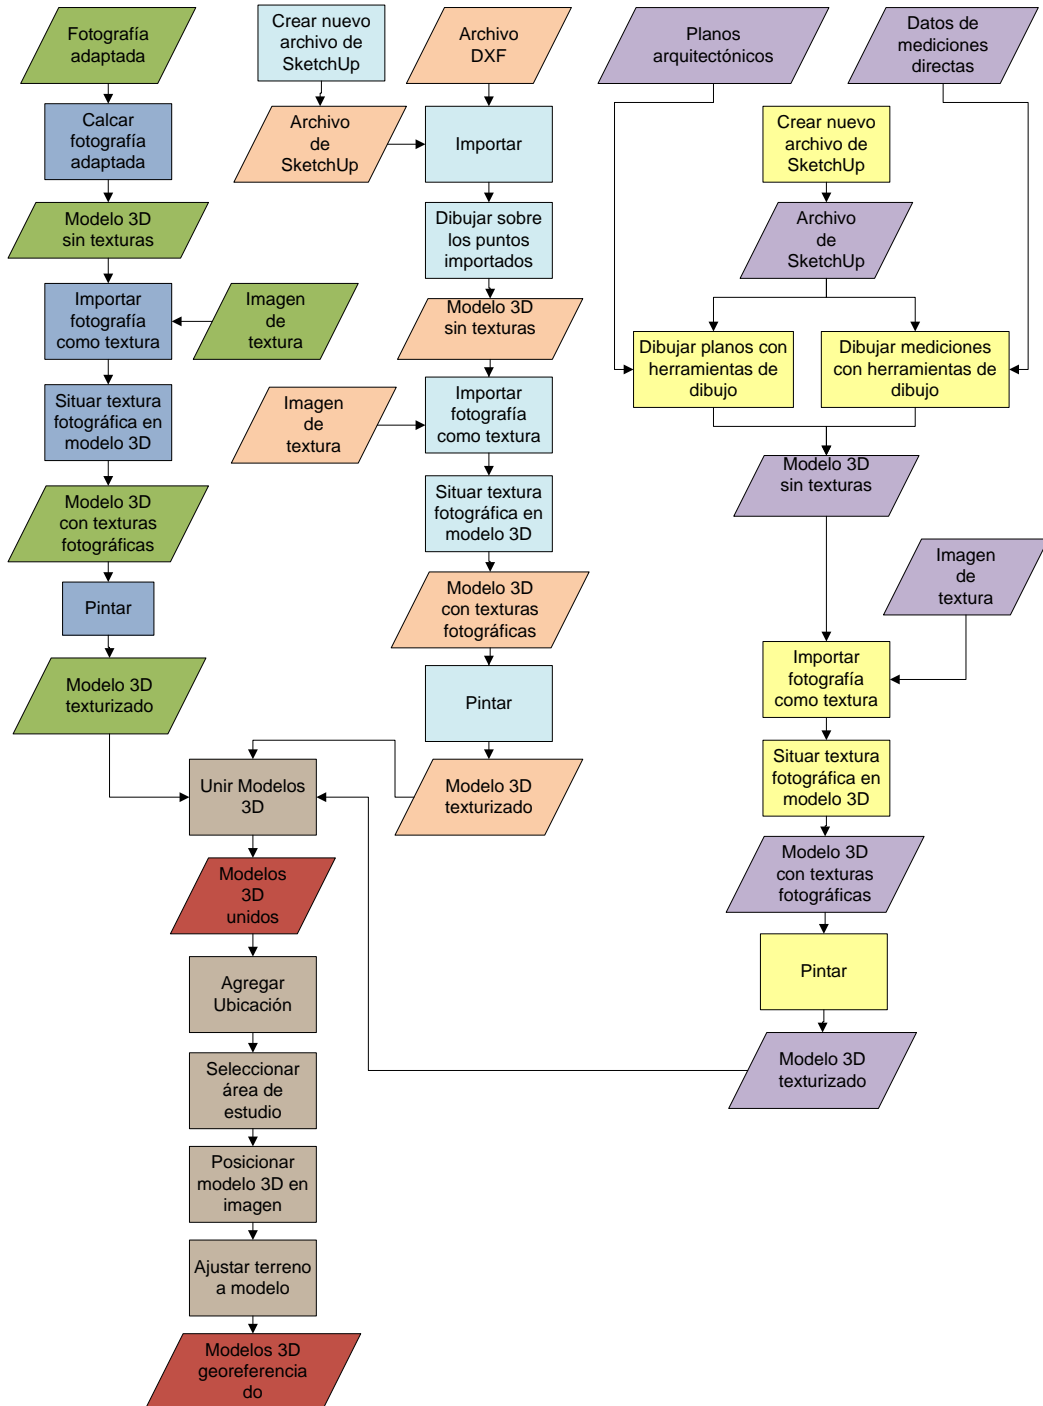 Fotografía
adaptada
Calcar
fotografía
adaptada
Modelo 3D
sin texturas
Importar
fotografía
como textura
Imagen
de
textura
Situar textura
fotográfica en
modelo 3D
Modelo 3D
con texturas
fotográficas
Pintar
Modelo 3D
texturizado
Crear nuevo
archivo de
SketchUp
Archivo
de
SketchUp
Archivo
DXF
Importar
Dibujar sobre
los puntos
importados
Modelo 3D
sin texturas
Imagen
de
textura
Importar
fotografía
como textura
Situar textura
fotográfica en
modelo 3D
Modelo 3D
con texturas
fotográficas
Pintar
Modelo 3D
texturizado
Planos
arquitectónicos
Datos de
mediciones
directas
Crear nuevo
archivo de
SketchUp
Archivo
de
SketchUp
Dibujar planos con
herramientas de
dibujo
Dibujar mediciones
con herramientas de
dibujo
Modelo 3D
sin texturas
Imagen
de
textura
Importar
fotografía
como textura
Situar textura
fotográfica en
modelo 3D
Modelo 3D
con texturas
fotográficas
Pintar
Modelo 3D
texturizado
Unir Modelos
3D
Modelos
3D
unidos
Agregar
Ubicación
Seleccionar
área de
estudio
Posicionar
modelo 3D en
imagen
Ajustar terreno
a modelo
Modelos 3D
georeferencia
do